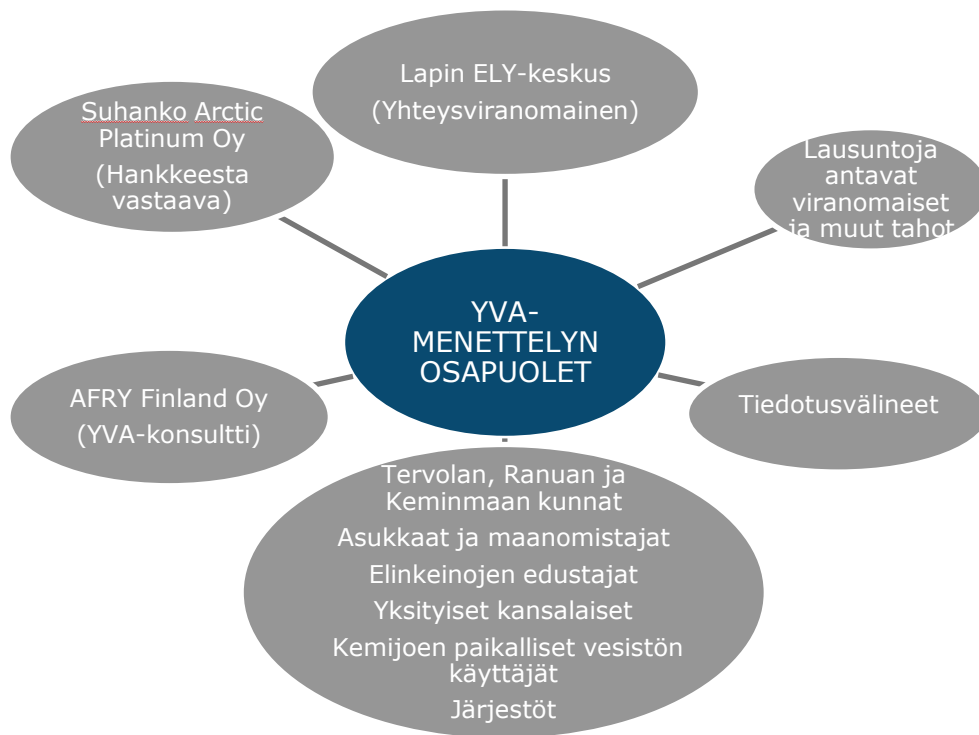 Lapin ELY-keskus
(Yhteysviranomainen)
Suhanko Arctic
Platinum Oy
(Hankkeesta
vastaava)
Lausuntoja
antavat
viranomaiset
ja muut tahot
YVA-
MENETTELYN
OSAPUOLET
AFRY Finland Oy
(YVA-konsultti)
Tiedotusvälineet
Tervolan, Ranuan ja
Keminmaan kunnat
Asukkaat ja maanomistajat
Elinkeinojen edustajat
Yksityiset kansalaiset
Kemijoen paikalliset vesistön
käyttäjät
Järjestöt